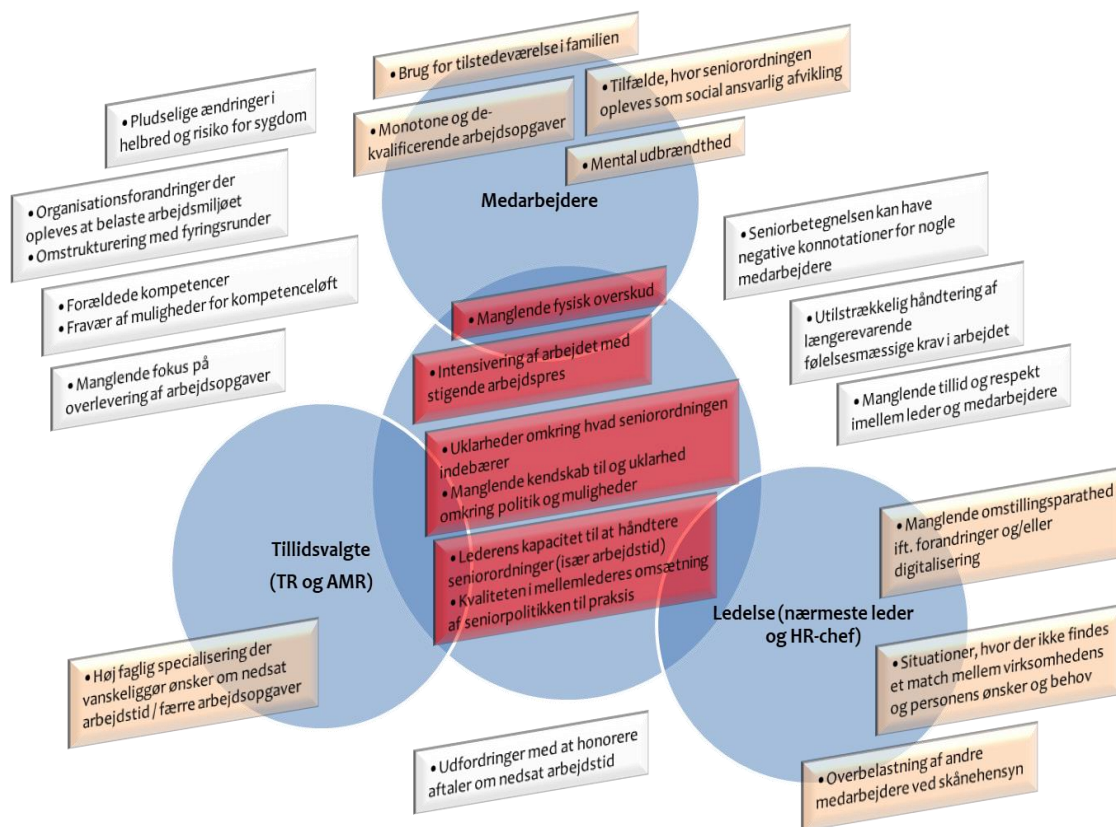 • Brug for tilstedeværelse i familien
• Tilfælde, hvor seniorordningen
opleves som social ansvarlig afvikling
• Monotone og de-
kvalificerende arbejdsopgaver
• Mental udbrændthed
Medarbejdere
• Pludselige ændringer i
helbred og risiko for sygdom
• Organisationsforandringer der
opleves at belaste arbejdsmiljøet
• Omstrukturering med fyringsrunder
• Forældede kompetencer
• Fravær af muligheder for kompetenceløft
• Manglende fokus på
overlevering af arbejdsopgaver
• Seniorbetegnelsen kan have
negative konnotationer for nogle
medarbejdere
• Utilstrækkelig håndtering af
længerevarende
følelsesmæssige krav i arbejdet
• Manglende tillid og respekt
imellem leder og medarbejdere
• Manglende fysisk overskud
• Intensivering af arbejdet med
stigende arbejdspres
• Uklarheder omkring hvad seniorordningen
indebærer
• Manglende kendskab til og uklarhed
omkring politik og muligheder
• Lederens kapacitet til at håndtere
seniorordninger (især arbejdstid)
• Kvaliteten i mellemlederes omsætning
af seniorpolitikken til praksis
Tillidsvalgte
(TR og AMR)
• Høj faglig specialisering der
vanskeliggør ønsker om nedsat
arbejdstid / færre arbejdsopgaver
• Udfordringer med at honorere
aftaler om nedsat arbejdstid
Ledelse (nærmeste leder
og HR-chef)
• Manglende omstillingsparathed
ift. forandringer og/eller
digitalisering
• Situationer, hvor der ikke findes
et match mellem virksomhedens
og personens ønsker og behov
• Overbelastning af andre
medarbejdere ved skånehensyn